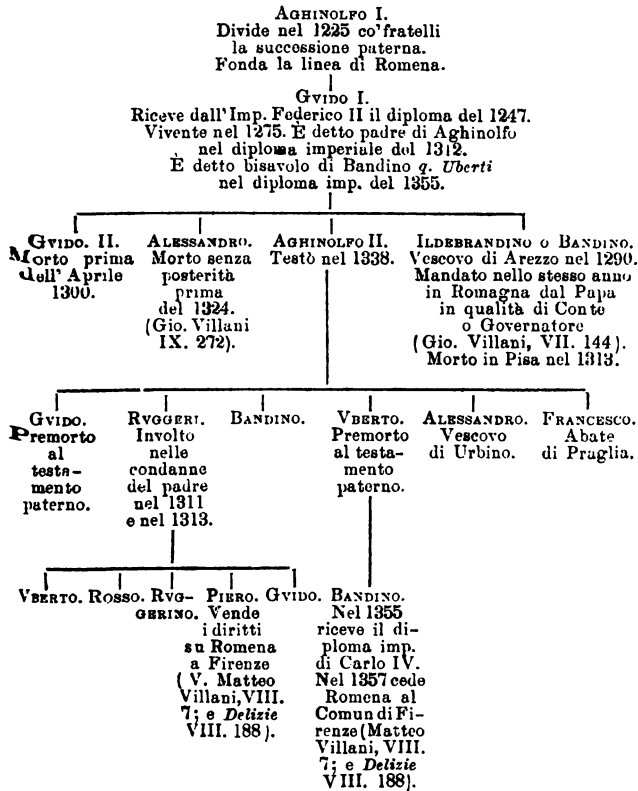 AGHINOLFO I.
Divide nel 1225 co'fratelli
la successione paterna.
Fonda la linea di Romena.
GVIDO I.
Riceve dall'Imp. Federico II il diploma del 1247.
Vivente nel 1275. È detto padre di Aghinolfo
nel diploma imperiale del 1312.
È detto bisavolo di Bandino q. Uberti
nel diploma imp. del 1355.
GVIDO. II.
Morto prima
dell'Aprile
1300.
ALESSANDRO.
Morto senza
posterità
prima
del 1324.
(Gio. Villani
IX. 272).
AGHINOLFO II.
Testò nel 1338.
ILDEBRANDINO O BANDINO.
Vescovo di Arezzo nel 1290.
Mandato nello stesso anno
in Romagna dal Papa
in qualità di Conte
o Governatore
(Gio. Villani, VII. 144).
Morto in Pisa nel 1313.
GVIDO.
Premorto
al
testa-
mento
paterno.
RVGGERI.
Involto
nelle
condanne
del padre
nel 1311
e nel 1313.
BANDINO.
VBERTO.
Premorto
al testa-
mento
paterno.
ALESSANDRO.
Vescovo
di Urbino.
FRANCESCO.
Abate
di Praglia.
VBERTO.
ROSSO.
RVG-
GERINO.
PIERO.
Vende
i diritti
su Romena
a Firenze
(V. Matteo
Villani, VIII.
7; e Delizie
VIII. 188).
GVIDO.
BANDINO.
Nel 1355
riceve il di-
ploma imp.
di Carlo IV.
Nel 1357 cede
Romena al
Comun di Fi-
renze (Matteo
Villani, VIII.
7; e Delizie
VIII. 188).